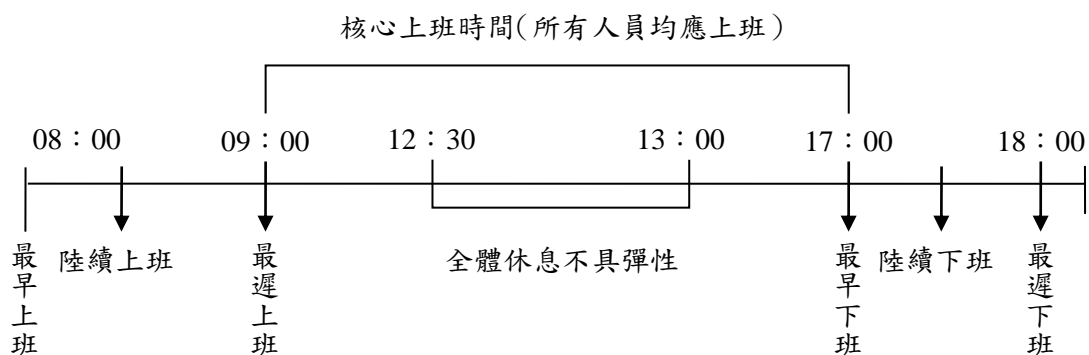 核心上班時間(所有人員均應上班)
08：00 09：00 12：30 13：00 17：00 18：00
最早上班 陸續上班 最遲上班 全體休息不具彈性 最早下班 陸續下班 最遲下班